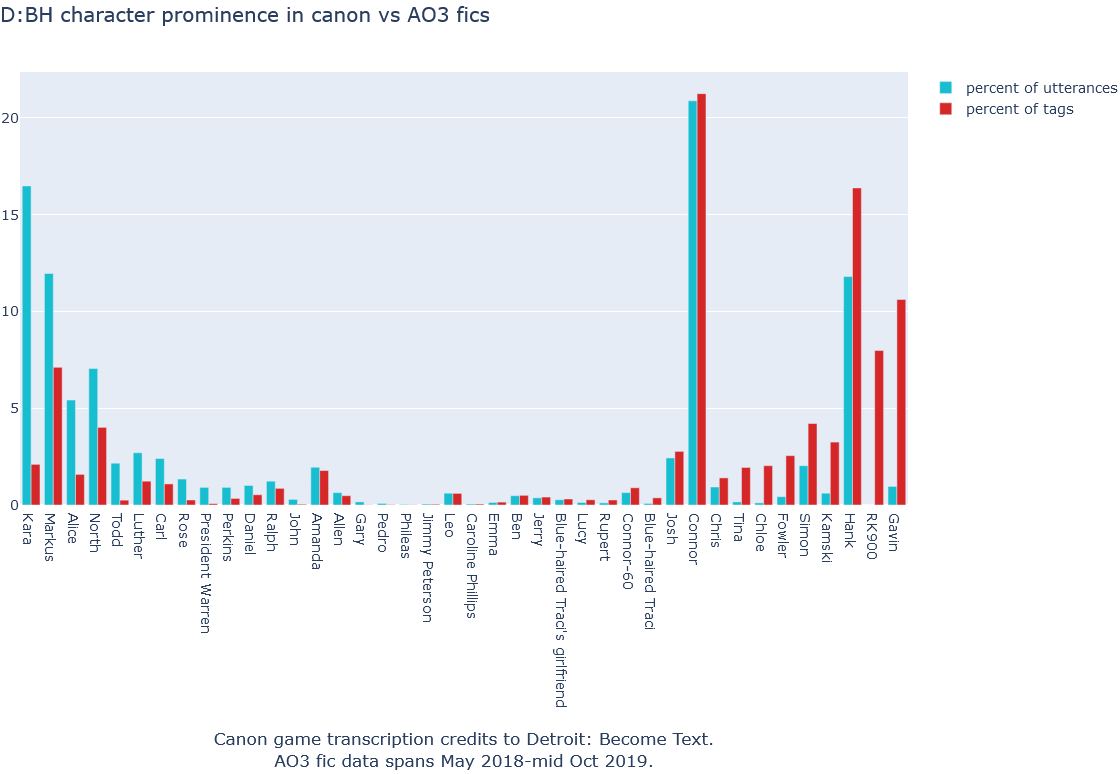 D:BH character prominence in canon vs AO3 fics
percent of utterances
percent of tags
20
15
10
5
0
Kara
Markus
Alice
North
Todd
Luther
Carl
Rose
President Warren
Perkins
Daniel
Ralph
John
Amanda
Allen
Gary
Pedro
Phileas
Jimmy Peterson
Leo
Caroline Phillips
Emma
Ben
Jerry
Blue-haired Traci's girlfriend
Lucy
Rupert
Connor-60
Blue-haired Traci
Josh
Connor
Chris
Tina
Chloe
Fowler
Simon
Kamski
Hank
RK900
Gavin
Canon game transcription credits to Detroit: Become Text.
AO3 fic data spans May 2018-mid Oct 2019.